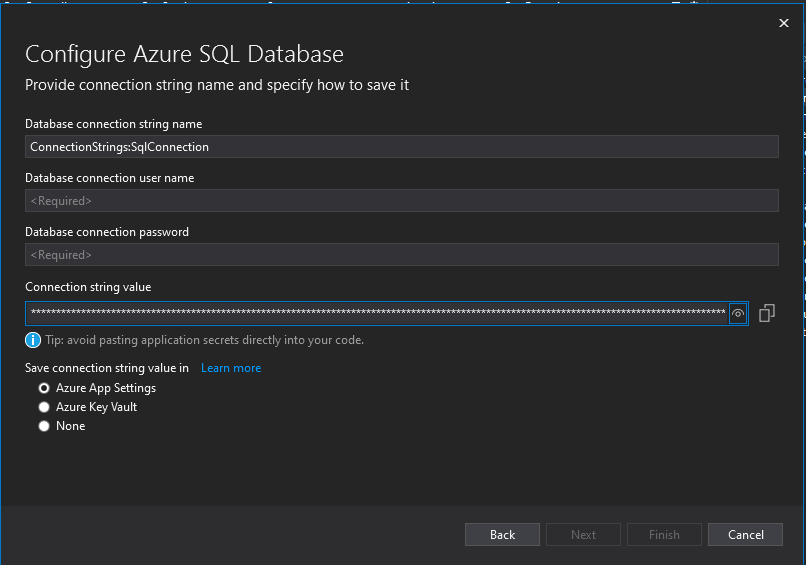 Configure Azure SQL Database
Provide connection string name and specify how to save it
Database connection string name
ConnectionStrings:SqlConnection
Database connection user name
<Required>
Database connection password
<Required>
Connection string value
Tip: avoid pasting application secrets directly into your code.
Save connection string value in Learn more
Azure App Settings
Azure Key Vault
None
Back Next Finish Cancel